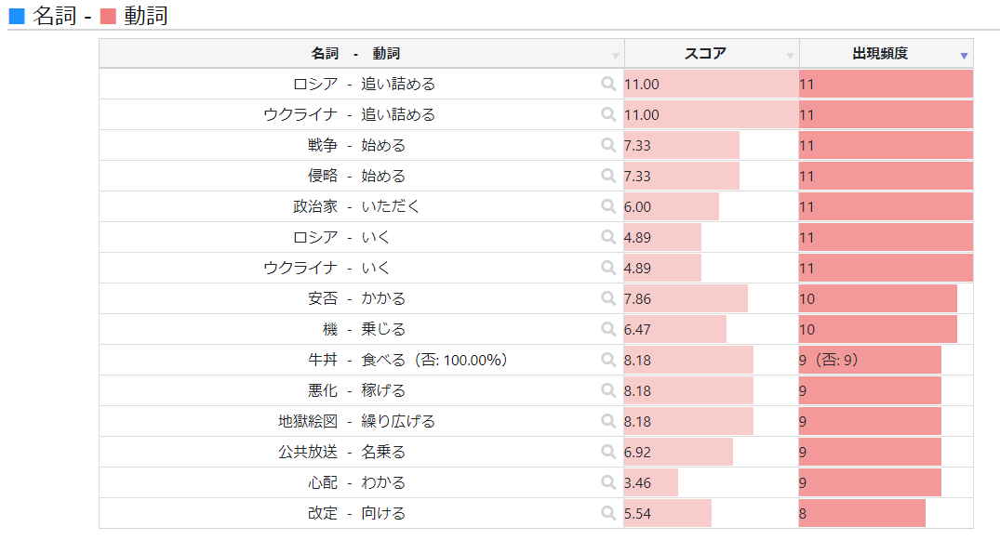 名詞 - 動詞
名詞 - 動詞 スコア 出現頻度
ロシア - 追い詰める 11.00 11
ウクライナ - 追い詰める 11.00 11
戦争 - 始める 7.33 11
侵略 - 始める 7.33 11
政治家 - いただく 6.00 11
ロシア - いく 4.89 11
ウクライナ - いく 4.89 11
安否 - かかる 7.86 10
機 - 乗じる 6.47 10
牛丼 - 食べる（否: 100.00%） 8.18 9（否: 9）
悪化 - 稼げる 8.18 9
地獄絵図 - 繰り広げる 8.18 9
公共放送 - 名乗る 6.92 9
心配 - わかる 3.46 9
改定 - 向ける 5.54 8